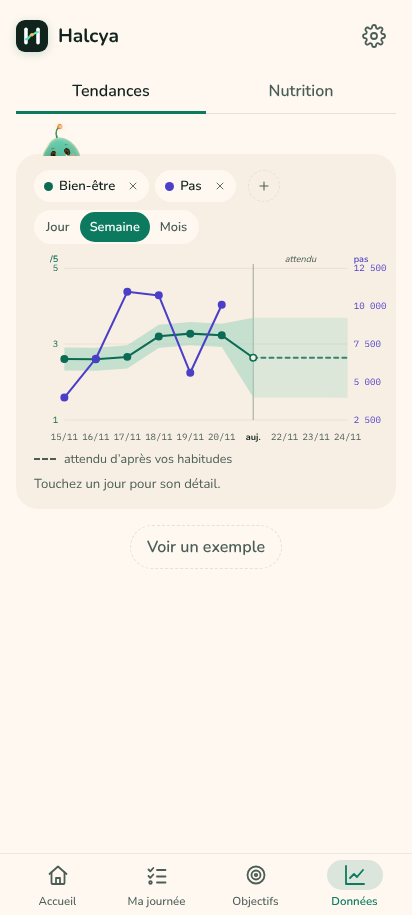 Halcya
Tendances Nutrition
Bien-être × Pas × +
Jour Semaine Mois
/5 attendu pas
5 12 500
10 000
3 7 500
5 000
1 2 500
15/11 16/11 17/11 18/11 19/11 20/11 auj. 22/11 23/11 24/11
attendu d’après vos habitudes
Touchez un jour pour son détail.
Voir un exemple
Accueil Ma journée Objectifs Données